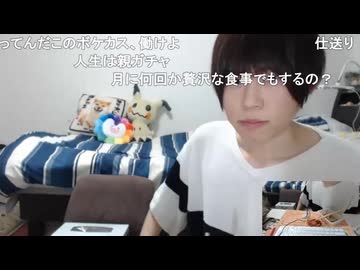 ってんだこのポケカス、働けよ
仕送り
人生は親ガチャ
月に何回か贅沢な食事でもするの？